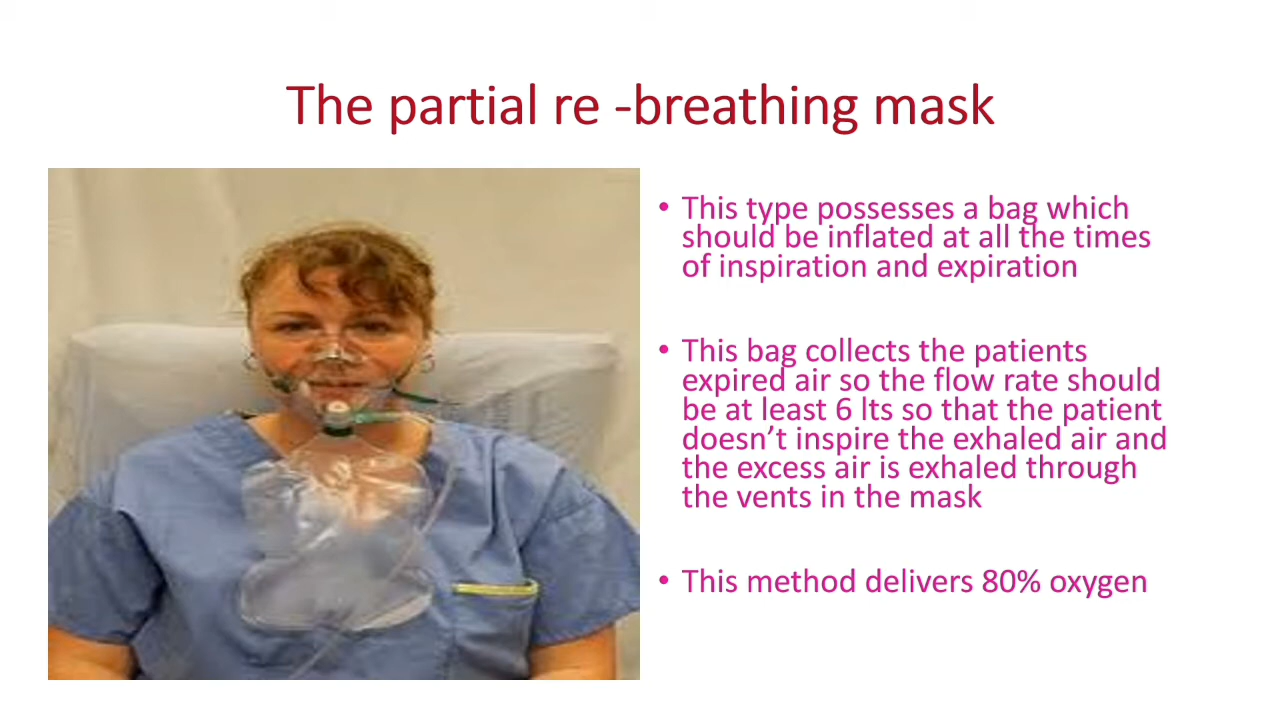 The partial re -breathing mask
• This type possesses a bag which
should be inflated at all the times
of inspiration and expiration
• This bag collects the patients
expired air so the flow rate should
be at least 6 lts so that the patient
doesn’t inspire the exhaled air and
the excess air is exhaled through
the vents in the mask
• This method delivers 80% oxygen